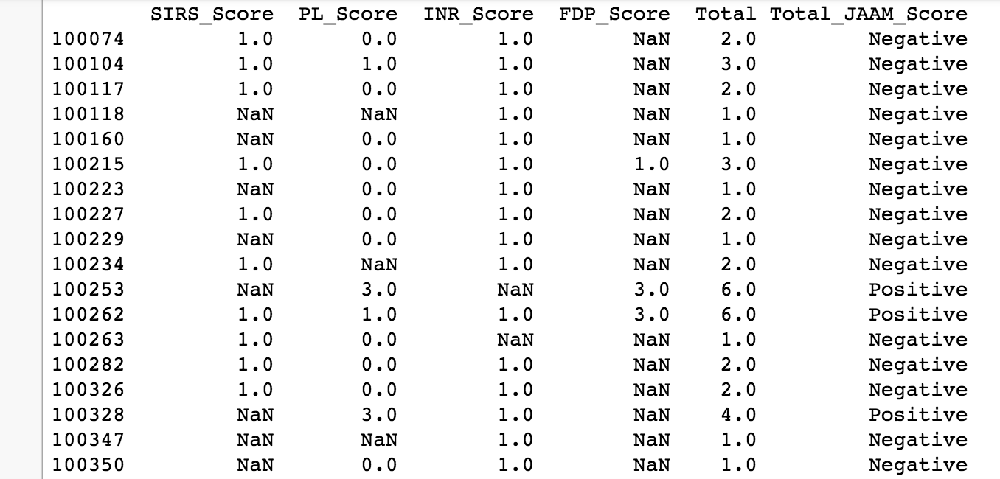 SIRS_Score PL_Score INR_Score FDP_Score Total Total_JAAM_Score
100074 1.0 0.0 1.0 NaN 2.0 Negative
100104 1.0 1.0 1.0 NaN 3.0 Negative
100117 1.0 0.0 1.0 NaN 2.0 Negative
100118 NaN NaN 1.0 NaN 1.0 Negative
100160 NaN 0.0 1.0 NaN 1.0 Negative
100215 1.0 0.0 1.0 1.0 3.0 Negative
100223 NaN 0.0 1.0 NaN 1.0 Negative
100227 1.0 0.0 1.0 NaN 2.0 Negative
100229 NaN 0.0 1.0 NaN 1.0 Negative
100234 1.0 NaN 1.0 NaN 2.0 Negative
100253 NaN 3.0 NaN 3.0 6.0 Positive
100262 1.0 1.0 1.0 3.0 6.0 Positive
100263 1.0 0.0 NaN NaN 1.0 Negative
100282 1.0 0.0 1.0 NaN 2.0 Negative
100326 1.0 0.0 1.0 NaN 2.0 Negative
100328 NaN 3.0 1.0 NaN 4.0 Positive
100347 NaN NaN 1.0 NaN 1.0 Negative
100350 NaN 0.0 1.0 NaN 1.0 Negative